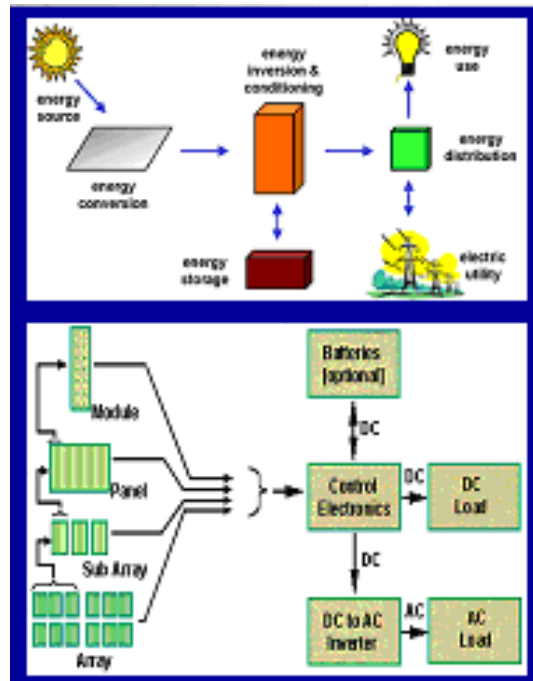 energy
source
energy
conversion
energy
inversion &
conditioning
energy
storage
energy
use
energy
distribution
electric
utility
Module
Panel
Sub Array
Array
Batteries
[optional]
DC
Control
Electronics
DC
DC
Load
DC
DC to AC
Inverter
AC
AC
Load